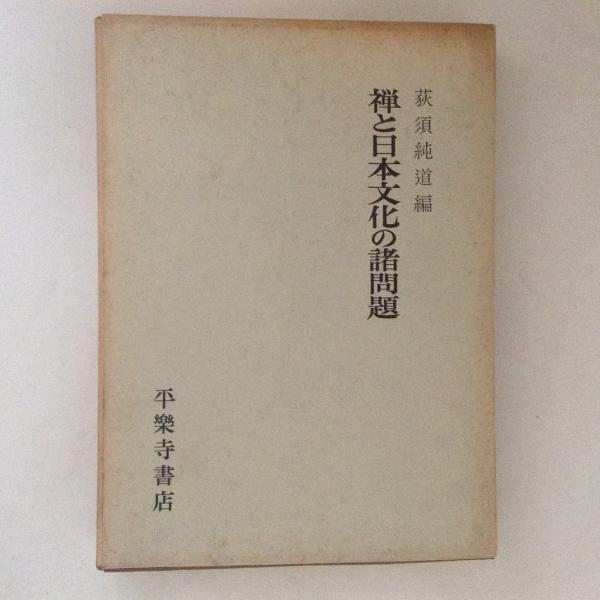 荻須純道編
禅と日本文化の諸問題
平樂寺書店